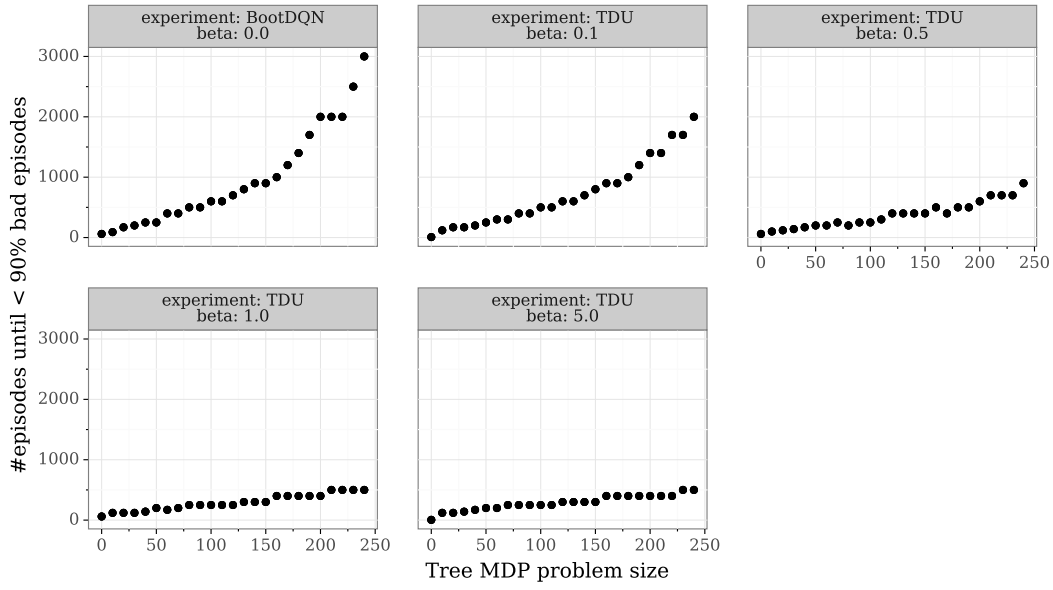 experiment: BootDQN
beta: 0.0
experiment: TDU
beta: 0.1
experiment: TDU
beta: 0.5
#episodes until < 90% bad episodes
3000
2000
1000
0
0 50 100 150 200 250
experiment: TDU
beta: 1.0
experiment: TDU
beta: 5.0
3000
2000
1000
0
0 50 100 150 200 250
0 50 100 150 200 250
Tree MDP problem size